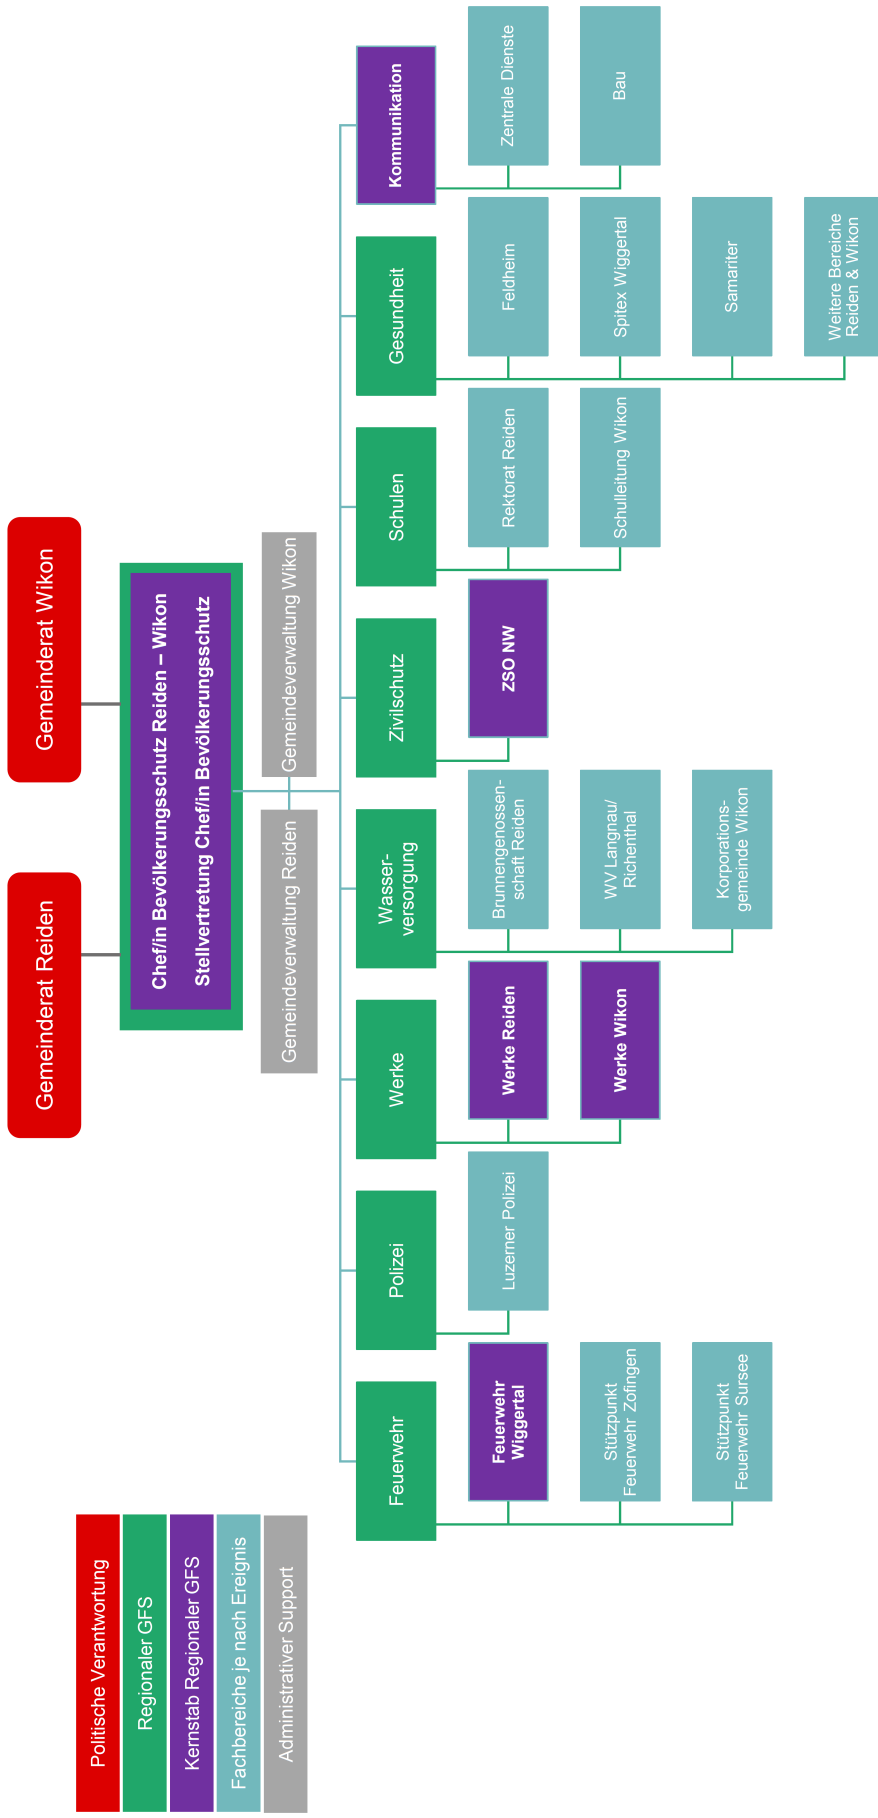 Politische Verantwortung
Regionaler GFS
Kernstab Regionaler GFS
Fachbereiche je nach Ereignis
Administrativer Support
Gemeinderat Reiden
Gemeinderat Wikon
Chef/in Bevölkerungsschutz Reiden – Wikon
Stellvertretung Chef/in Bevölkerungsschutz
Gemeindeverwaltung Reiden
Gemeindeverwaltung Wikon
Feuerwehr
Feuerwehr
Wiggertal
Stützpunkt
Feuerwehr Zofingen
Stützpunkt
Feuerwehr Sursee
Polizei
Luzerner Polizei
Werke
Werke Reiden
Werke Wikon
Wasser-
versorgung
Brunnengenossen-
schaft Reiden
WV Langnau/
Richenthal
Korporations-
gemeinde Wikon
Zivilschutz
ZSO NW
Schulen
Rektorat Reiden
Schulleitung Wikon
Gesundheit
Feldheim
Spitex Wiggertal
Samariter
Weitere Bereiche
Reiden & Wikon
Kommunikation
Zentrale Dienste
Bau